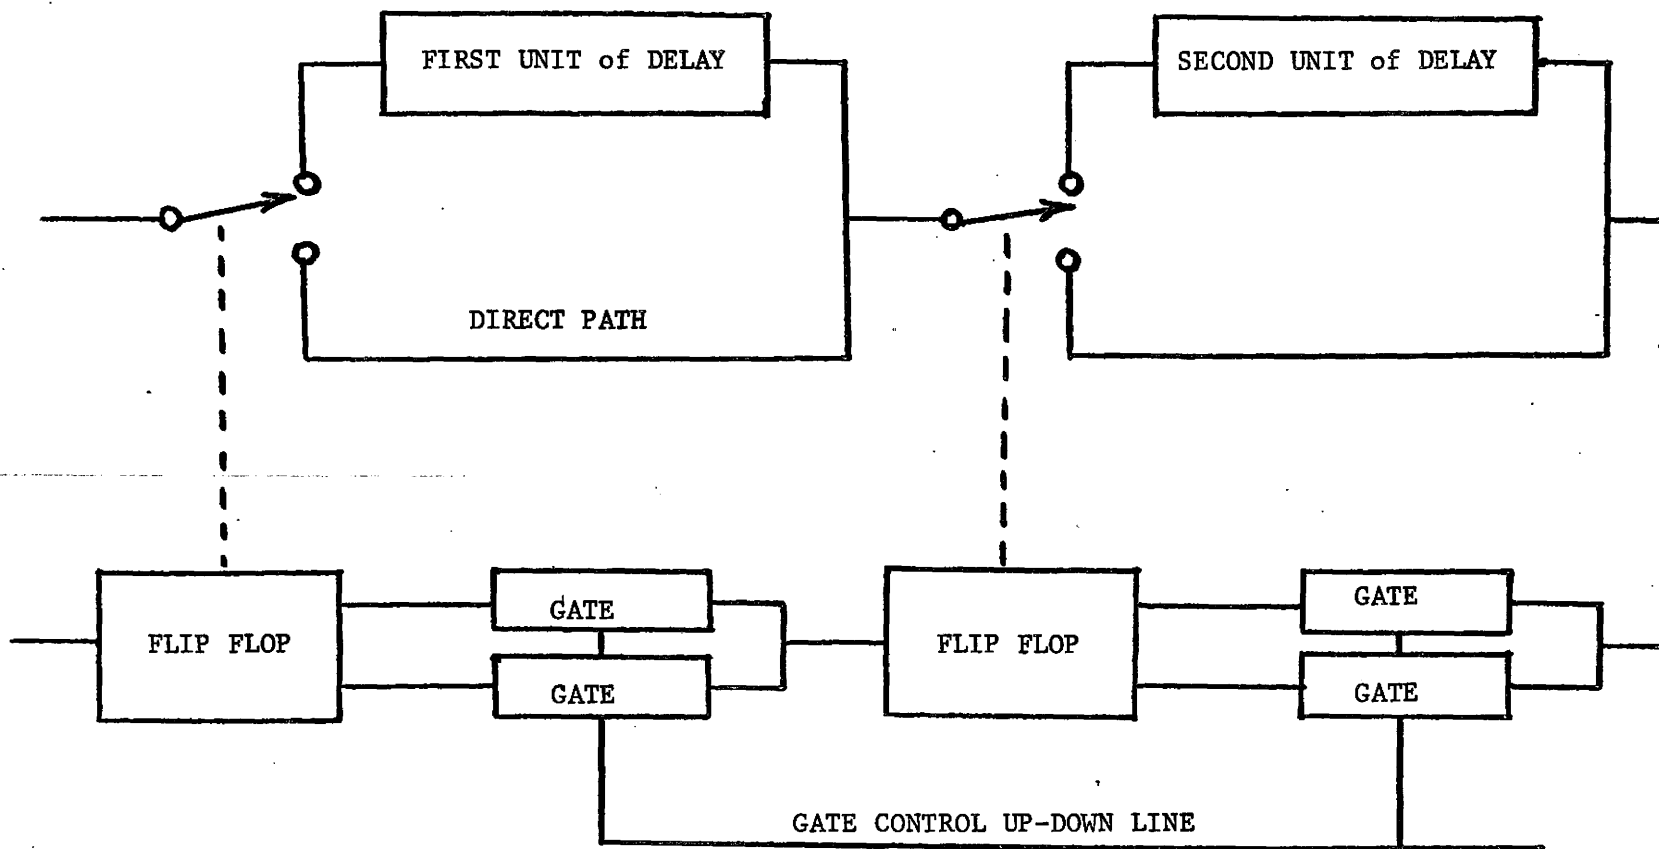 FIRST UNIT of DELAY
SECOND UNIT of DELAY
DIRECT PATH
FLIP FLOP
GATE
GATE
FLIP FLOP
GATE
GATE
GATE CONTROL UP-DOWN LINE